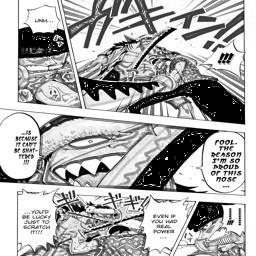 UNH...
!!!
FOOL.
THE
REASON
I'M SO
PROUD
OF THIS
NOSE
...
...IS
BECAUSE
IT CAN'T
BE SHAT-
TERED
!!!
EVEN IF
YOU HAD
REAL
POWER
...
...YOU'D
BE LUCKY
JUST TO
SCRATCH
IT!!!